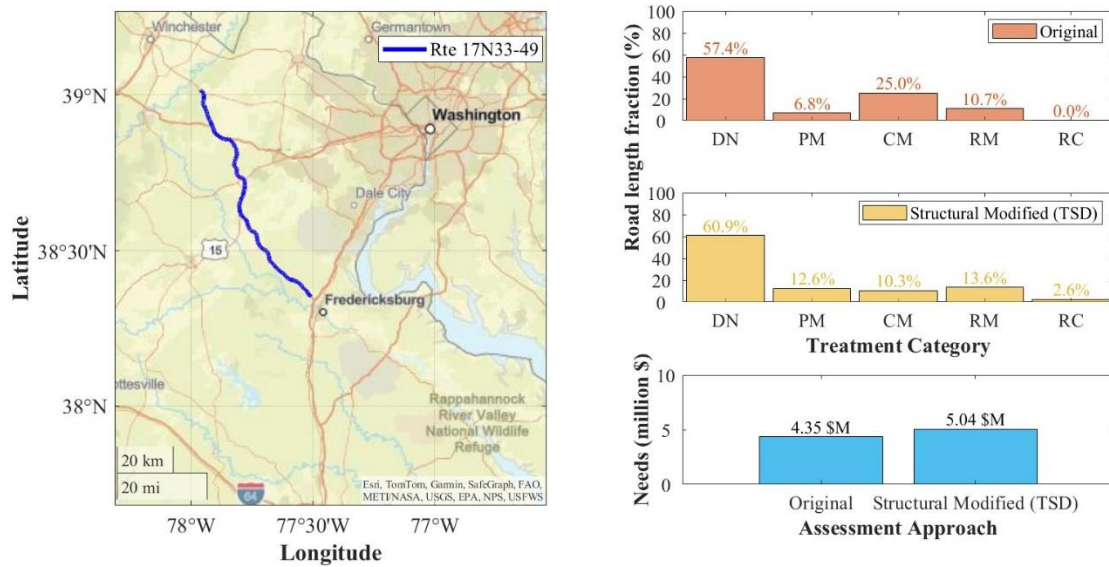 Winchester
Germantown
Rte 17N33-49
39°N
Washington
Dale City
38°30'N
15
Fredericksburg
Latitude
38°N
ottesville
Rappahannock
River Valley
National Wildlife
Refuge
20 km
20 mi
64
Esri, TomTom, Garmin, SafeGraph, FAO,
METI/NASA, USGS, EPA, NPS, USFWS
78°W
77°30'W
77°W
Longitude
Road length fraction (%)
100
80
60
40
20
0
Original
57.4%
6.8%
25.0%
10.7%
0.0%
DN
PM
CM
RM
RC
100
80
60
40
20
0
Structural Modified (TSD)
60.9%
12.6%
10.3%
13.6%
2.6%
DN
PM
CM
RM
RC
Treatment Category
Needs (million $)
10
5
0
4.35 $M
5.04 $M
Original
Structural Modified (TSD)
Assessment Approach